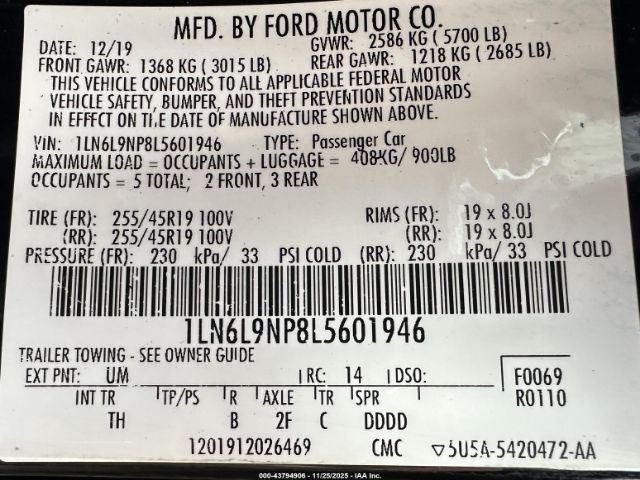 MFD. BY FORD MOTOR CO.
DATE: 12/19 GVWR: 2586 KG ( 5700 LB)
FRONT GAWR: 1368 KG ( 3015 LB) REAR GAWR: 1218 KG ( 2685 LB)
THIS VEHICLE CONFORMS TO ALL APPLICABLE FEDERAL MOTOR
VEHICLE SAFETY, BUMPER, AND THEFT PREVENTION STANDARDS
IN EFFECT ON THE DATE OF MANUFACTURE SHOWN ABOVE.
VIN: 1LN6L9NP8L5601946 TYPE: Passenger Car
MAXIMUM LOAD = OCCUPANTS + LUGGAGE = 408KG/ 900LB
OCCUPANTS = 5 TOTAL; 2 FRONT, 3 REAR
TIRE (FR): 255/45R19 100V RIMS (FR): 19 x 8.0J
(RR): 255/45R19 100V (RR): 19 x 8.0J
PRESSURE (FR): 230 kPa/ 33 PSI COLD (RR): 230 kPa/ 33 PSI COLD
1LN6L9NP8L5601946
TRAILER TOWING - SEE OWNER GUIDE
EXT PNT: UM RC: 14 DSO: F0069
INT TR TP/PS R AXLE TR SPR R0110
TH B 2F C DDDD
1201912026469 CMC ▽5U5A-5420472-AA
000-43794906 - 11/25/2025 - IAA Inc.